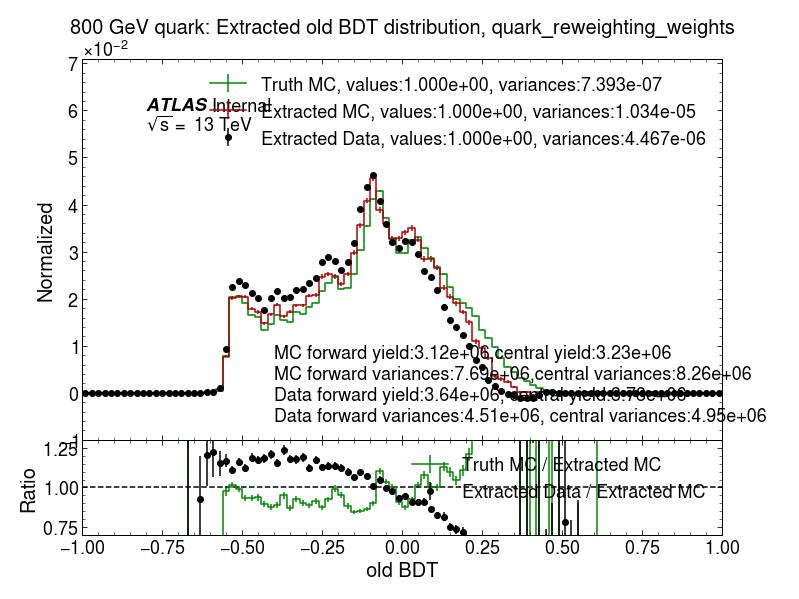 800 GeV quark: Extracted old BDT distribution, quark_reweighting_weights
×10⁻²
7
Truth MC, values:1.000e+00, variances:7.393e-07
ATLAS Internal
Extracted MC, values:1.000e+00, variances:1.034e-05
√s = 13 TeV
Extracted Data, values:1.000e+00, variances:4.467e-06
6
5
4
3
2
1
0
Normalized
MC forward yield:3.12e+06, central yield:3.23e+06
MC forward variances:7.69e+06, central variances:8.26e+06
Data forward yield:3.64e+06, central yield:3.78e+06
Data forward variances:4.51e+06, central variances:4.95e+06
1.25
1.00
0.75
Ratio
Truth MC / Extracted MC
Extracted Data / Extracted MC
−1.00 −0.75 −0.50 −0.25 0.00 0.25 0.50 0.75 1.00
old BDT